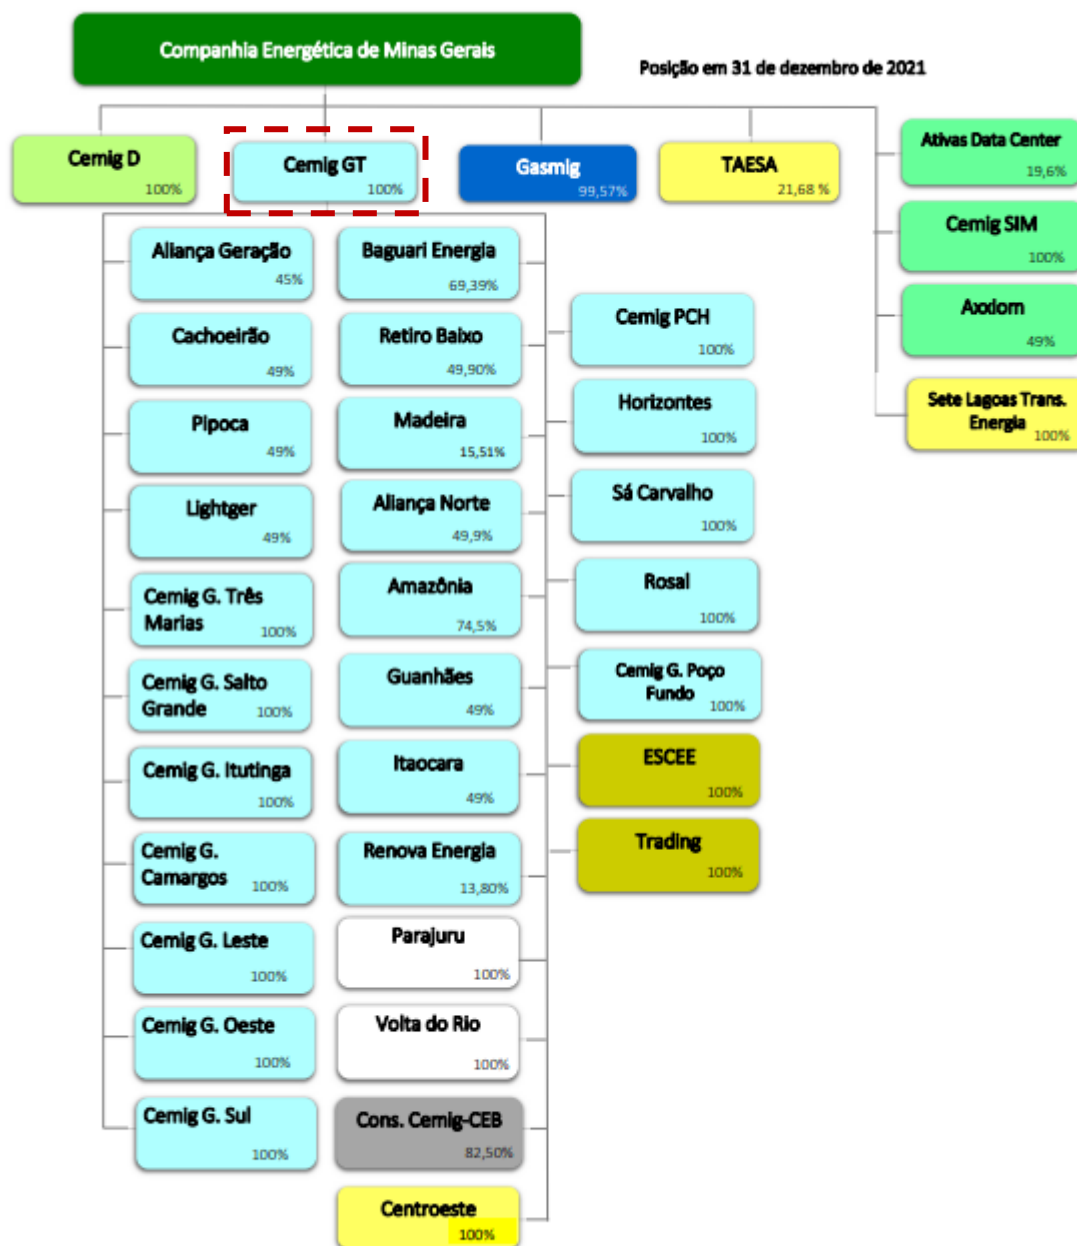 Companhia Energética de Minas Gerais
Posição em 31 de dezembro de 2021
Cemig D
100%
Cemig GT
100%
Gasmig
99,57%
TAESA
21,68 %
Ativas Data Center
19,6%
Cemig SIM
100%
Axxiom
49%
Sete Lagoas Trans.
Energia
100%
Aliança Geração
45%
Cachoeirão
49%
Pipoca
49%
Lightger
49%
Cemig G. Três
Marias
100%
Cemig G. Salto
Grande
100%
Cemig G. Itutinga
100%
Cemig G.
Camargos
100%
Cemig G. Leste
100%
Cemig G. Oeste
100%
Cemig G. Sul
100%
Baguari Energia
69,39%
Retiro Baixo
49,90%
Madeira
15,51%
Aliança Norte
49,9%
Amazônia
74,5%
Guanhães
49%
Itaocara
49%
Renova Energia
13,80%
Parajuru
100%
Volta do Rio
100%
Cons. Cemig-CEB
82,50%
Centroeste
100%
Cemig PCH
100%
Horizontes
100%
Sá Carvalho
100%
Rosal
100%
Cemig G. Poço
Fundo
100%
ESCEE
100%
Trading
100%